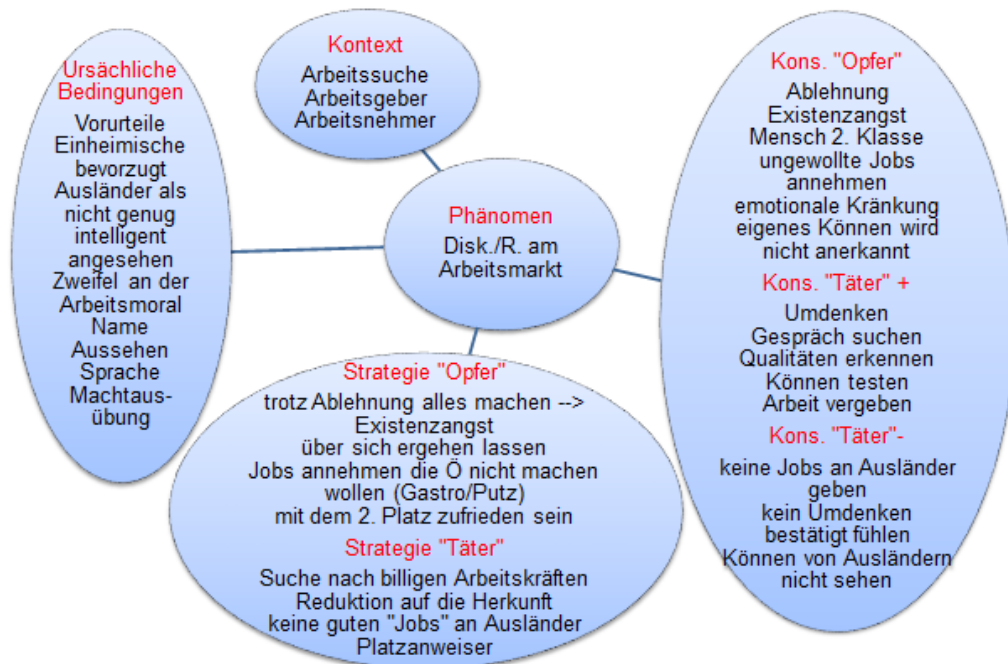 Ursächliche
Bedingungen
Vorurteile
Einheimische
bevorzugt
Ausländer als
nicht genug
intelligent
angesehen
Zweifel an der
Arbeitsmoral
Name
Aussehen
Sprache
Machtaus-
übung
Kontext
Arbeitssuche
Arbeitsgeber
Arbeitsnehmer
Phänomen
Disk./R. am
Arbeitsmarkt
Strategie "Opfer"
trotz Ablehnung alles machen -->
Existenzangst
über sich ergehen lassen
Jobs annehmen die Ö nicht machen
wollen (Gastro/Putz)
mit dem 2. Platz zufrieden sein
Strategie "Täter"
Suche nach billigen Arbeitskräften
Reduktion auf die Herkunft
keine guten "Jobs" an Ausländer
Platzanweiser
Kons. "Opfer"
Ablehnung
Existenzangst
Mensch 2. Klasse
ungewollte Jobs
annehmen
emotionale Kränkung
eigenes Können wird
nicht anerkannt
Kons. "Täter" +
Umdenken
Gespräch suchen
Qualitäten erkennen
Können testen
Arbeit vergeben
Kons. "Täter"-
keine Jobs an Ausländer
geben
kein Umdenken
bestätigt fühlen
Können von Ausländern
nicht sehen